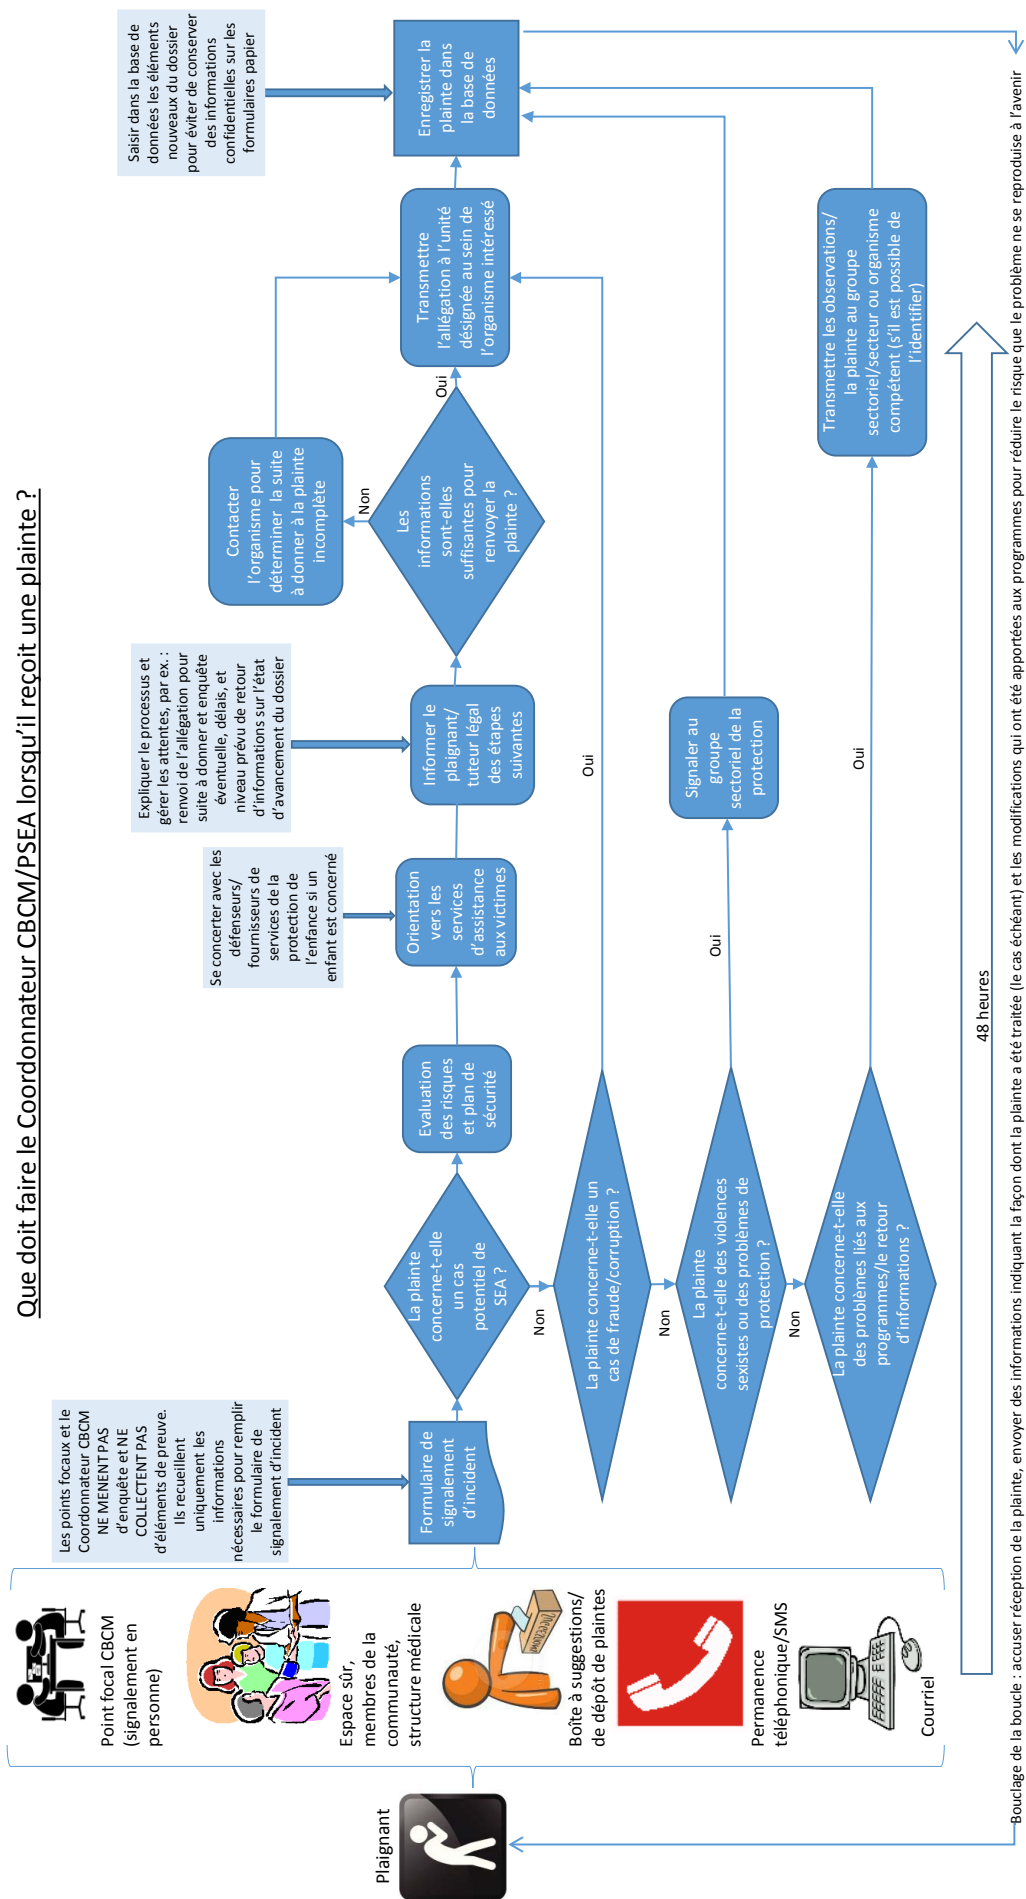 Que doit faire le Coordonnateur CBCM/PSEA lorsqu'il reçoit une plainte ?
Plaignant
Point focal CBCM
(signalement en
personne)
Espace sûr,
membres de la
communauté,
structure médicale
Boîte à suggestions/
de dépôt de plaintes
Permanence
téléphonique/SMS
Courriel
Les points focaux et le
Coordonnateur CBCM
NE MENENT PAS
d'enquête et NE
COLLECTENT PAS
d'éléments de preuve.
Ils recueillent
uniquement les
informations
nécessaires pour remplir
le formulaire de
signalement d'incident
Formulaire de
signalement
d'incident
La plainte
concerne-t-elle
un cas
potentiel de
SEA ?
Non
La plainte concerne-t-elle un
cas de fraude/corruption ?
Non
La plainte
concerne-t-elle des violences
sexistes ou des problèmes de
protection ?
Non
La plainte concerne-t-elle
des problèmes liés aux
programmes/le retour
d'informations ?
Evaluation
des risques
et plan de
sécurité
Se concerter avec les
défenseurs/
fournisseurs de
services de la
protection de
l'enfance si un
enfant est concerné
Orientation
vers les
services
d'assistance
aux victimes
Expliquer le processus et
gérer les attentes, par ex. :
renvoi de l'allégation pour
suite à donner et enquête
éventuelle, délais, et
niveau prévu de retour
d'informations sur l'état
d'avancement du dossier
Informer le
plaignant/
tuteur légal
des étapes
suivantes
Oui
Oui
Signaler au
groupe
sectoriel de la
protection
Oui
Contacter
l'organisme pour
déterminer la suite
à donner à la plainte
incomplète
Non
Les
informations
sont-elles
suffisantes pour
renvoyer la
plainte ?
Oui
Transmettre
l'allégation à l'unité
désignée au sein de
l'organisme intéressé
Transmettre les observations/
la plainte au groupe
sectoriel/secteur ou organisme
compétent (s'il est possible de
l'identifier)
Saisir dans la base de
données les éléments
nouveaux du dossier
pour éviter de conserver
des informations
confidentielles sur les
formulaires papier
Enregistrer la
plainte dans
la base de
données
48 heures
Bouclage de la boucle : accuser réception de la plainte, envoyer des informations indiquant la façon dont la plainte a été traitée (le cas échéant) et les modifications qui ont été apportées aux programmes pour réduire le risque que le problème ne se reproduise à l'avenir